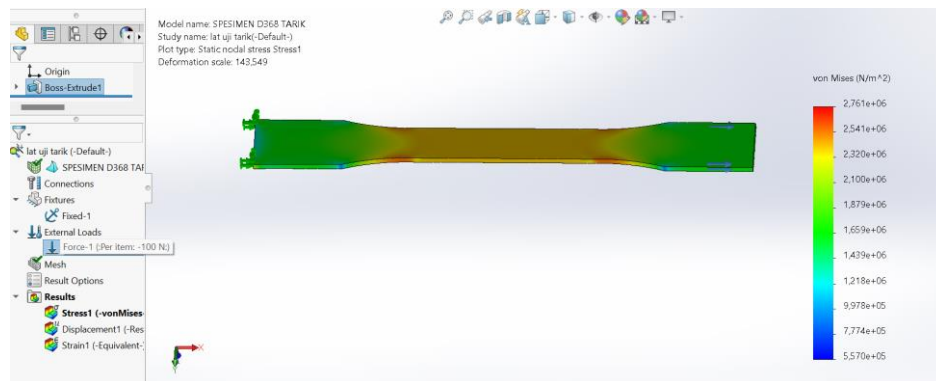 Model name: SPESIMEN D368 TARIK
Study name: lat uji tarik(-Default-)
Plot type: Static nodal stress Stress1
Deformation scale: 143,549
Origin
Boss-Extrude1
lat uji tarik (-Default-)
SPESIMEN D368 TAF
Connections
Fixtures
Fixed-1
External Loads
Force-1 (:Per item: -100 N:)
Mesh
Result Options
Results
Stress1 (-vonMises-
Displacement1 (-Res
Strain1 (-Equivalent-)
von Mises (N/m^2)
2,761e+06
2,541e+06
2,320e+06
2,100e+06
1,879e+06
1,659e+06
1,439e+06
1,218e+06
9,978e+05
7,774e+05
5,570e+05
X